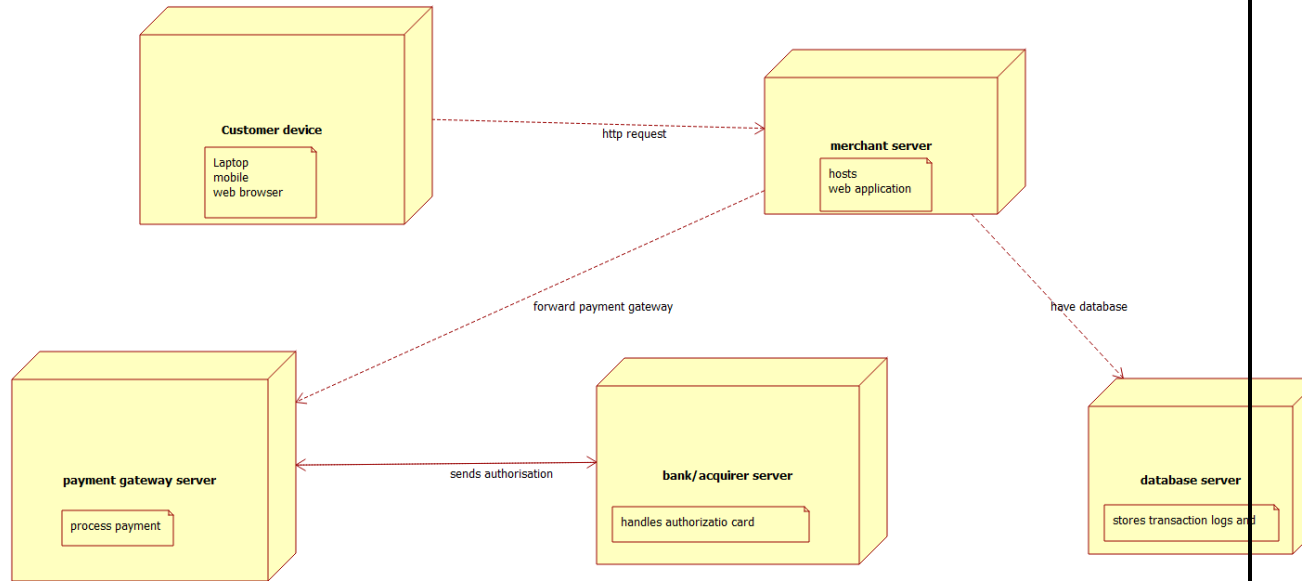 Customer device
Laptop
mobile
web browser
http request
merchant server
hosts
web application
forward payment gateway
have database
payment gateway server
process payment
sends authorisation
bank/acquirer server
handles authorizatio card
database server
stores transaction logs and